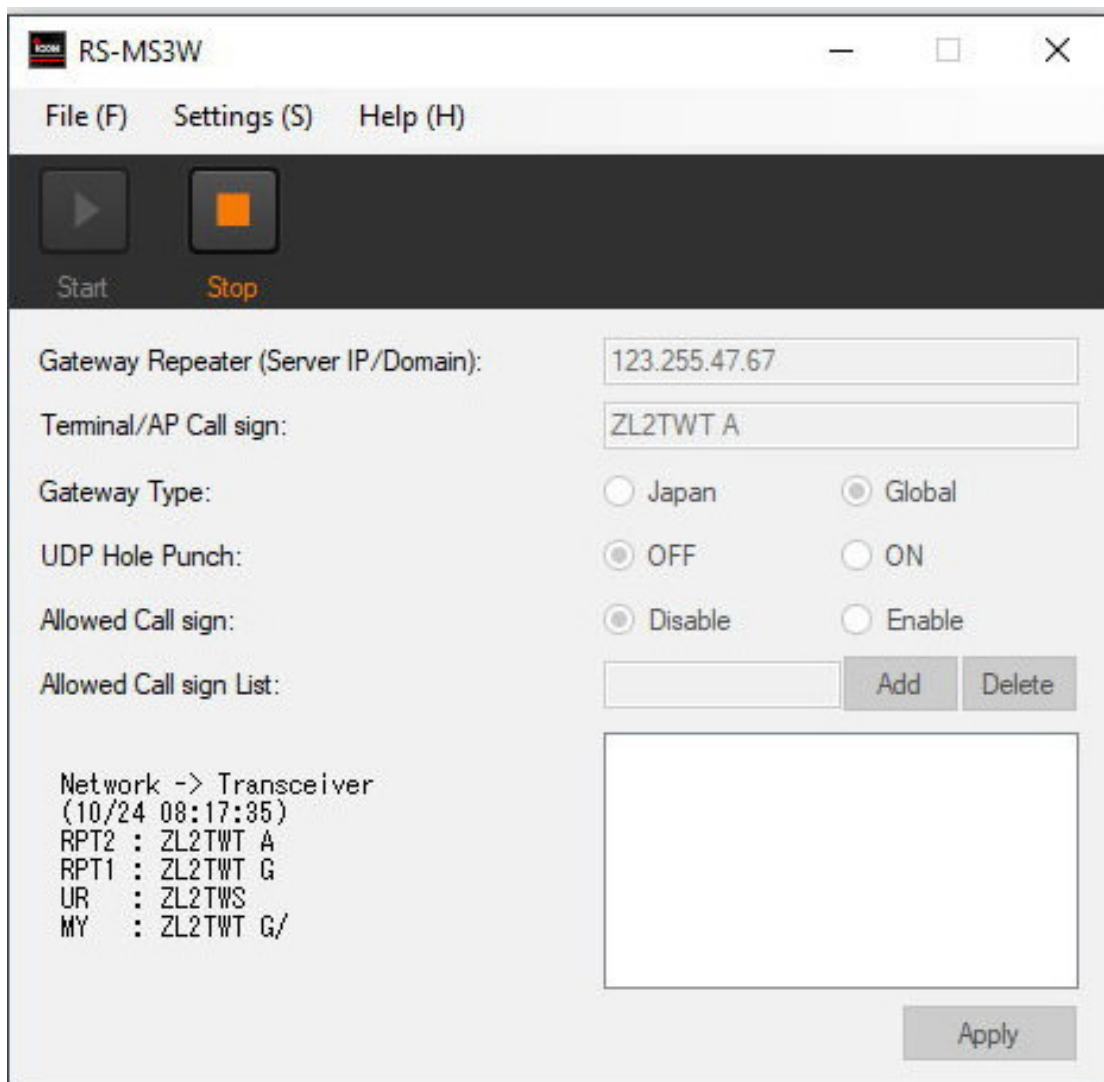 ICOM RS-MS3W
File (F) Settings (S) Help (H)
Start Stop
Gateway Repeater (Server IP/Domain): 123.255.47.67
Terminal/AP Call sign: ZL2TWT A
Gateway Type: Japan Global
UDP Hole Punch: OFF ON
Allowed Call sign: Disable Enable
Allowed Call sign List: Add Delete
Network -> Transceiver
(10/24 08:17:35)
RPT2 : ZL2TWT A
RPT1 : ZL2TWT G
UR : ZL2TWS
MY : ZL2TWT G/
Apply